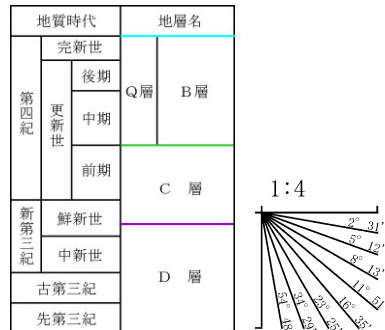 地質時代
地層名
第四紀
完新世
更新世
後期
中期
前期
Q層
B層
C 層
新第三紀
鮮新世
中新世
D 層
古第三紀
先第三紀
1:4
2° 31'
5° 12'
8° 13'
11° 51'
16° 35'
23° 25'
34° 29'
54° 48'